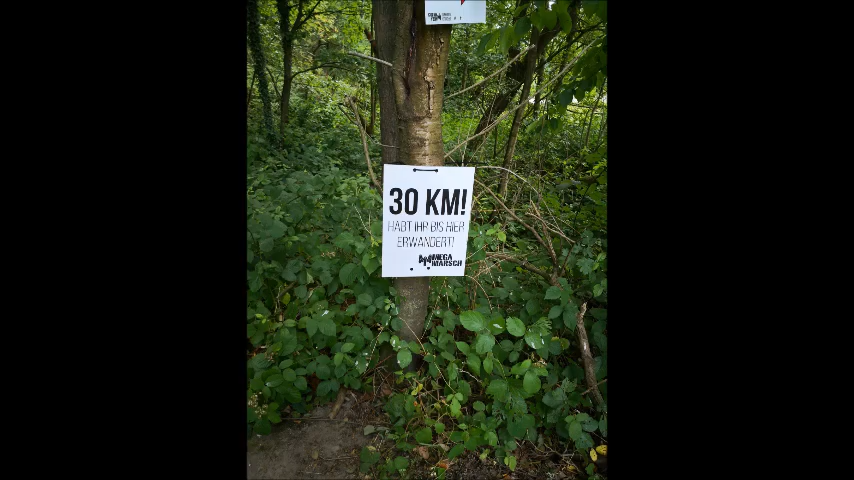 30 KM!
HABT IHR BIS HIER
ERWANDERT!
MEGA
MARSCH